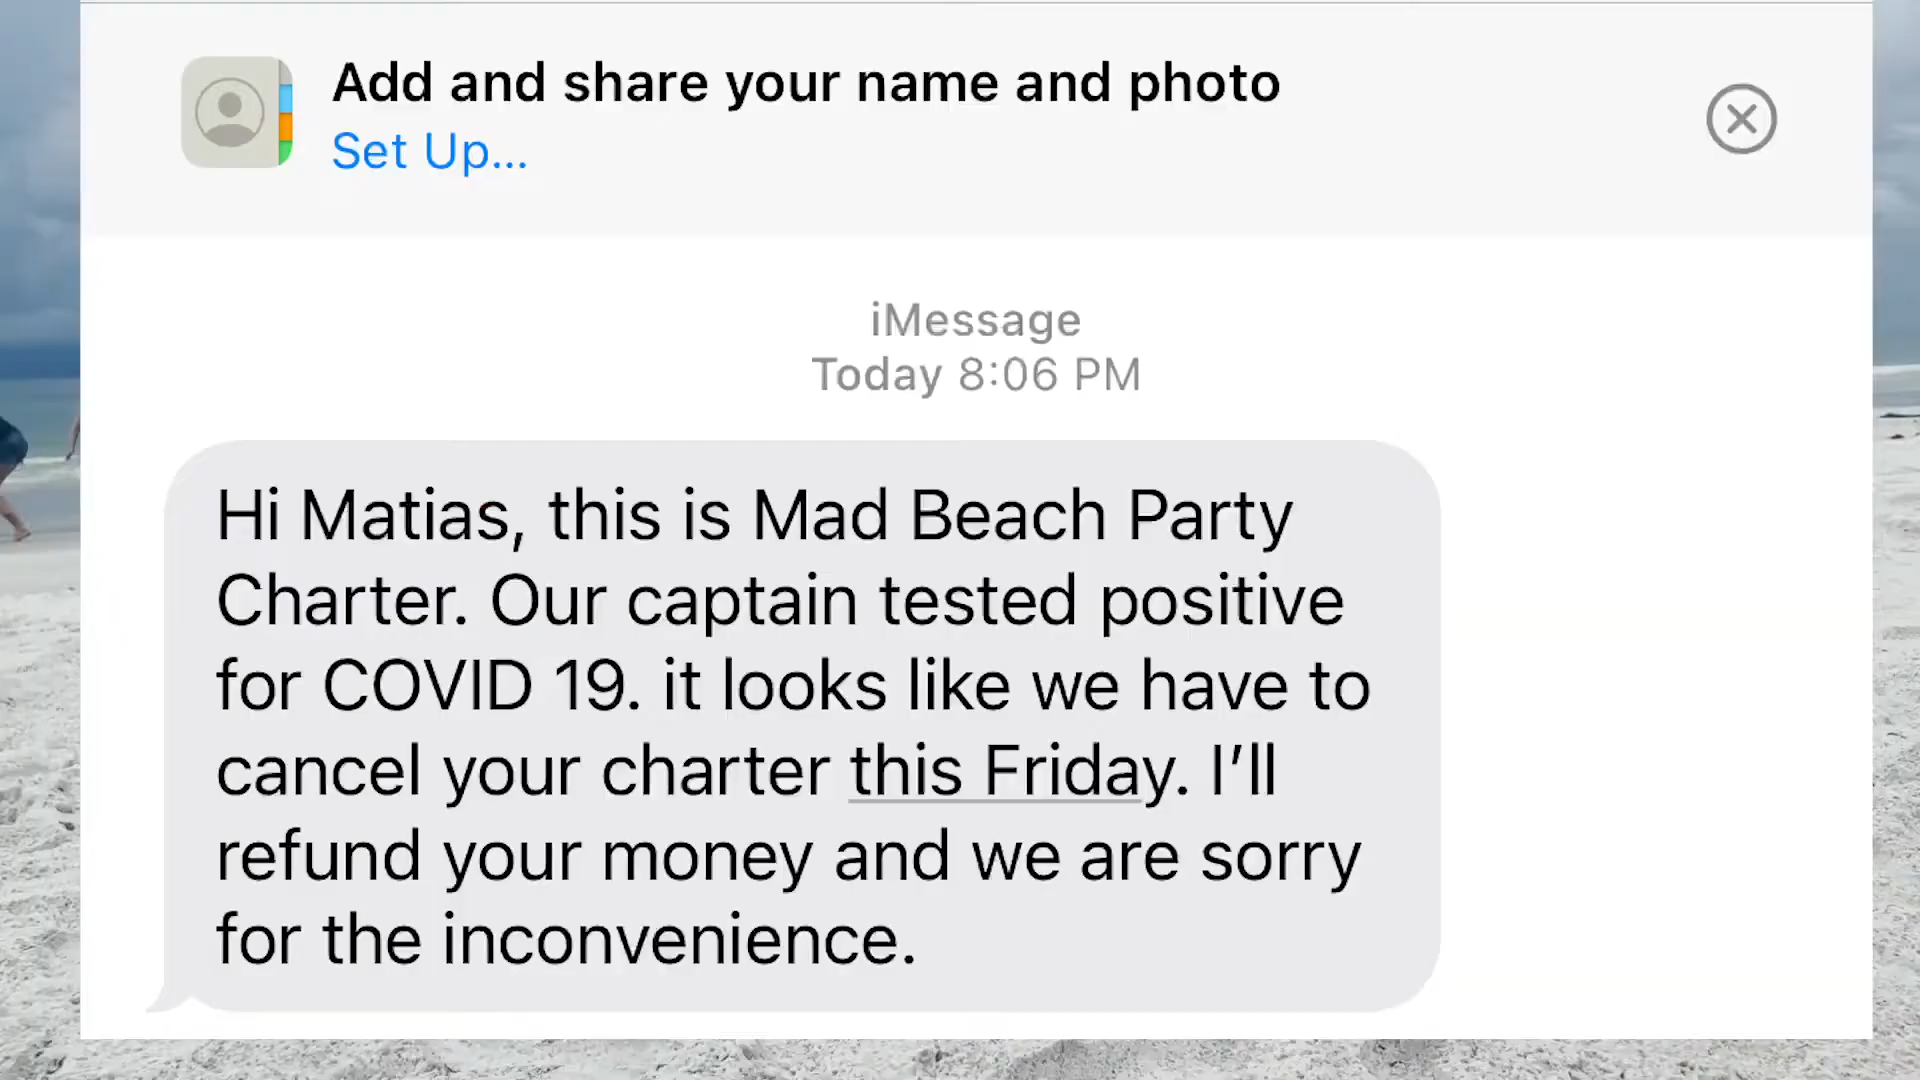 Add and share your name and photo
Set Up...
iMessage
Today 8:06 PM
Hi Matias, this is Mad Beach Party
Charter. Our captain tested positive
for COVID 19. it looks like we have to
cancel your charter this Friday. I’ll
refund your money and we are sorry
for the inconvenience.